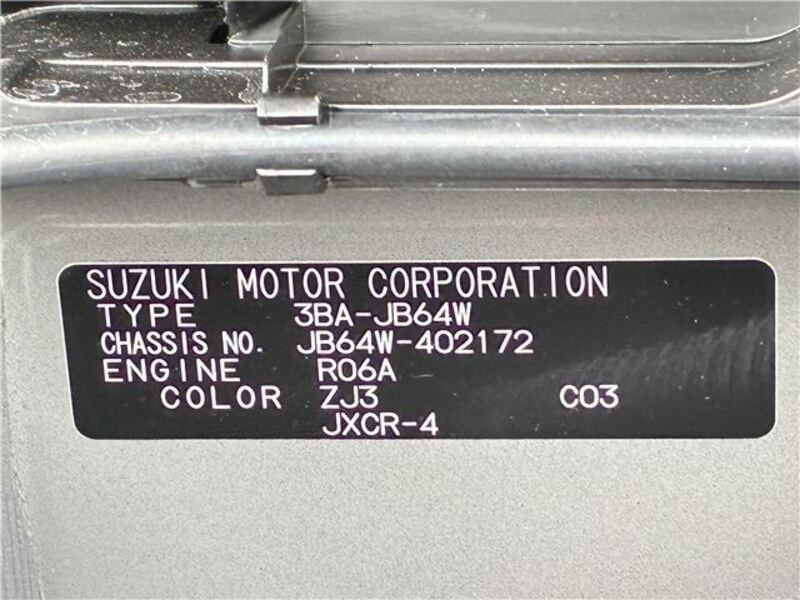 SUZUKI MOTOR CORPORATION
TYPE 3BA-JB64W
CHASSIS NO. JB64W-402172
ENGINE R06A
COLOR ZJ3 C03
JXCR-4